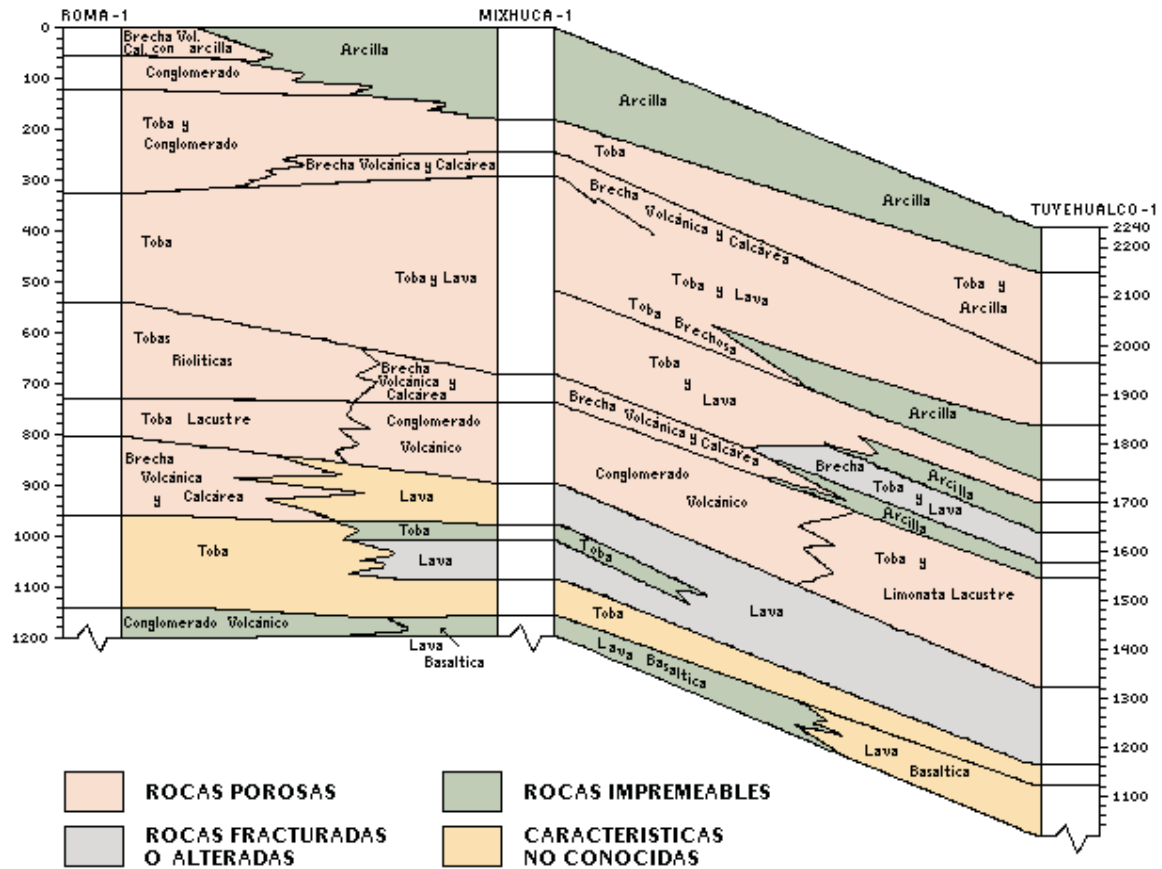 ROMA-1
MIXHUCA-1
TUYEHUALCO-1
0
100
200
300
400
500
600
700
800
900
1000
1100
1200
Brecha Vol.
Cal. con arcilla
Conglomerado
Arcilla
Toba y
Conglomerado
Brecha Volcánica y Calcárea
Toba
Toba y Lava
Tobas
Rioliticas
Brecha
Volcánica y
Calcárea
Toba Lacustre
Conglomerado
Volcánico
Brecha
Volcánica
y Calcárea
Lava
Toba
Toba
Lava
Conglomerado Volcánico
Lava
Basaltica
Arcilla
Arcilla
Toba
Brecha Volcánica y Calcárea
Toba y
Arcilla
Toba y Lava
Toba Brechosa
Toba
y
Lava
Arcilla
Brecha Volcánica y Calcárea
Brecha
Toba y
Lava
Arcilla
Arcilla
Conglomerado
Volcánico
Toba y
Limonata Lacustre
Toba
Lava
Toba
Lava Basaltica
Lava
Basaltica
2240
2200
2100
2000
1900
1800
1700
1600
1500
1400
1300
1200
1100
ROCAS POROSAS
ROCAS IMPREMEABLES
ROCAS FRACTURADAS
O ALTERADAS
CARACTERISTICAS
NO CONOCIDAS